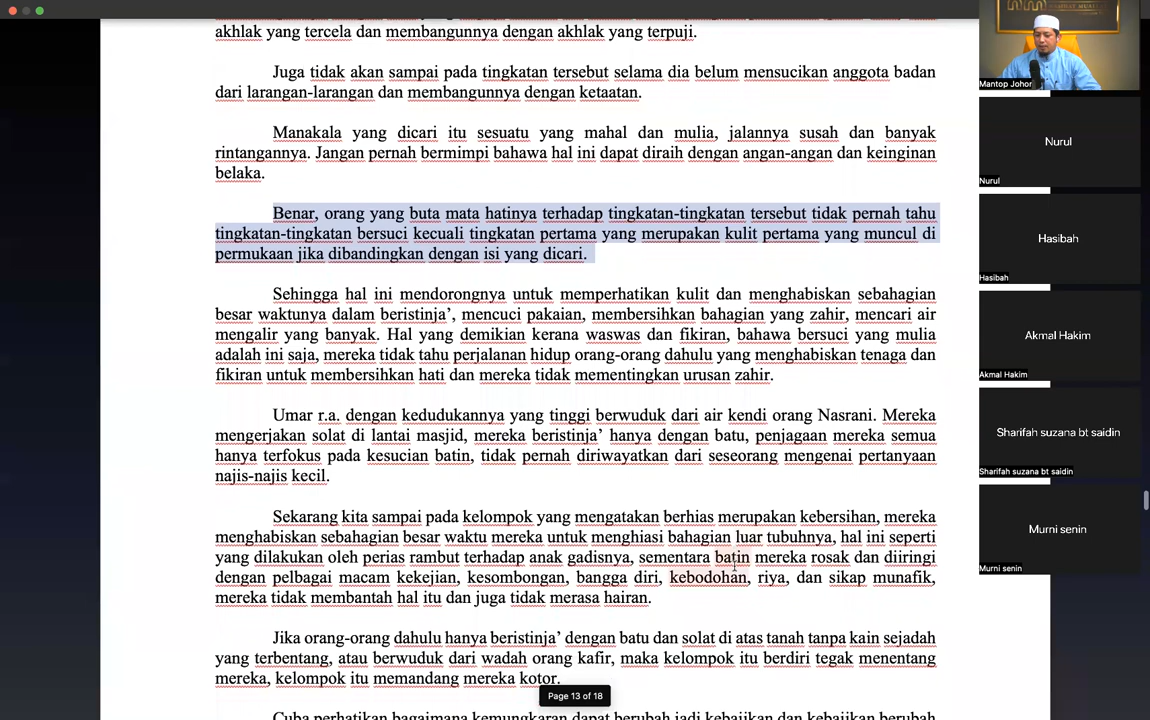 akhlak yang tercela dan membangunnya dengan akhlak yang terpuji.
Juga tidak akan sampai pada tingkatan tersebut selama dia belum mensucikan anggota badan
dari larangan-larangan dan membangunnya dengan ketaatan.
Manakala yang dicari itu sesuatu yang mahal dan mulia, jalannya susah dan banyak
rintangannya. Jangan pernah bermimpi bahawa hal ini dapat diraih dengan angan-angan dan keinginan
belaka.
Benar, orang yang buta mata hatinya terhadap tingkatan-tingkatan tersebut tidak pernah tahu
tingkatan-tingkatan bersuci kecuali tingkatan pertama yang merupakan kulit pertama yang muncul di
permukaan jika dibandingkan dengan isi yang dicari.
Sehingga hal ini mendorongnya untuk memperhatikan kulit dan menghabiskan sebahagian
besar waktunya dalam beristinja’, mencuci pakaian, membersihkan bahagian yang zahir, mencari air
mengalir yang banyak. Hal yang demikian kerana waswas dan fikiran, bahawa bersuci yang mulia
adalah ini saja, mereka tidak tahu perjalanan hidup orang-orang dahulu yang menghabiskan tenaga dan
fikiran untuk membersihkan hati dan mereka tidak mementingkan urusan zahir.
Umar r.a. dengan kedudukannya yang tinggi berwuduk dari air kendi orang Nasrani. Mereka
mengerjakan solat di lantai masjid, mereka beristinja’ hanya dengan batu, penjagaan mereka semua
hanya terfokus pada kesucian batin, tidak pernah diriwayatkan dari seseorang mengenai pertanyaan
najis-najis kecil.
Sekarang kita sampai pada kelompok yang mengatakan berhias merupakan kebersihan, mereka
menghabiskan sebahagian besar waktu mereka untuk menghiasi bahagian luar tubuhnya, hal ini seperti
yang dilakukan oleh perias rambut terhadap anak gadisnya, sementara batin mereka rosak dan diiringi
dengan pelbagai macam kekejian, kesombongan, bangga diri, kebodohan, riya, dan sikap munafik,
mereka tidak membantah hal itu dan juga tidak merasa hairan.
Jika orang-orang dahulu hanya beristinja’ dengan batu dan solat di atas tanah tanpa kain sejadah
yang terbentang, atau berwuduk dari wadah orang kafir, maka kelompok itu berdiri tegak menentang
mereka, kelompok itu memandang mereka kotor.
Cuba perhatikan bagaimana kemungkaran dapat berubah jadi kebajikan dan kebajikan berubah
Page 13 of 18
Mantop Johor
Nurul
Nurul
Hasibah
Hasibah
Akmal Hakim
Akmal Hakim
Sharifah suzana bt saidin
Sharifah suzana bt saidin
Murni senin
Murni senin